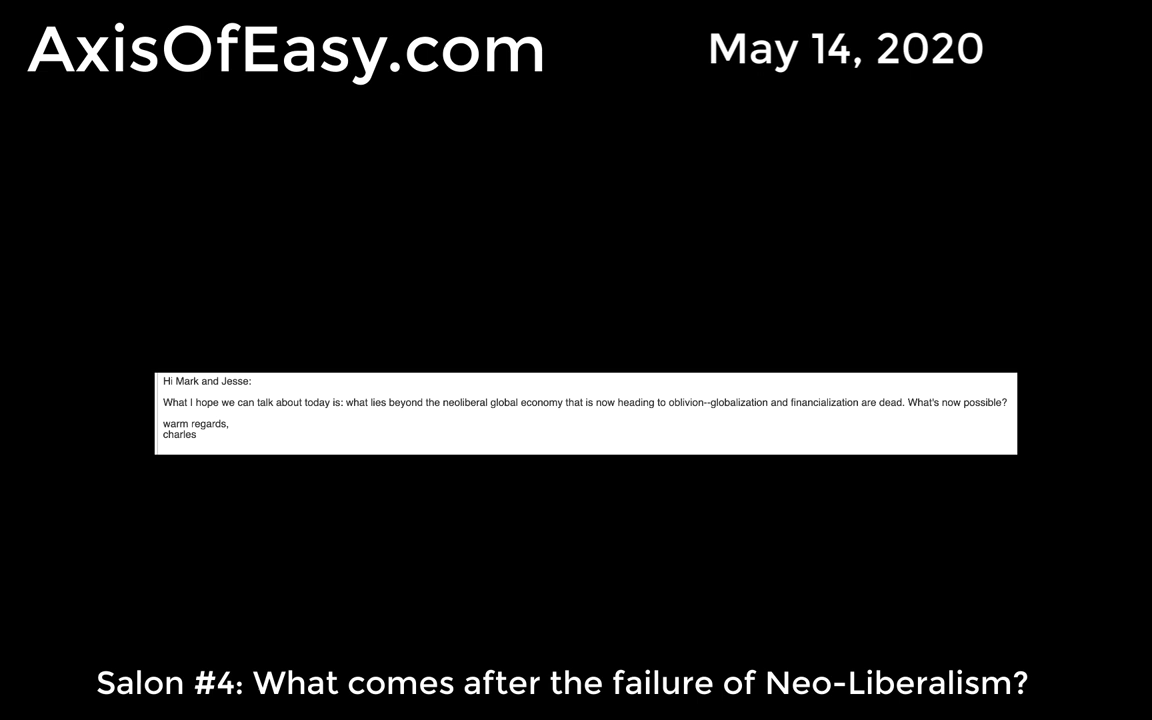 AxisOfEasy.com
May 14, 2020
Hi Mark and Jesse:
What I hope we can talk about today is: what lies beyond the neoliberal global economy that is now heading to oblivion--globalization and financialization are dead. What's now possible?
warm regards,
charles
Salon #4: What comes after the failure of Neo-Liberalism?